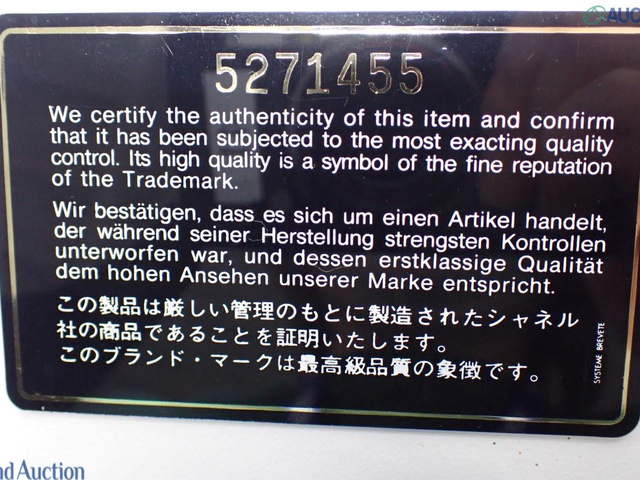 AUC
5271455
We certify the authenticity of this item and confirm
that it has been subjected to the most exacting quality
control. Its high quality is a symbol of the fine reputation
of the Trademark.
Wir bestätigen, dass es sich um einen Artikel handelt,
der während seiner Herstellung strengsten Kontrollen
unterworfen war, und dessen erstklassige Qualität
dem hohen Ansehen unserer Marke entspricht.
この製品は厳しい管理のもとに製造されたシャネル
社の商品であることを証明いたします。
このブランド・マークは最高級品質の象徴です。
SYSTEME BREVETE
nd Auction